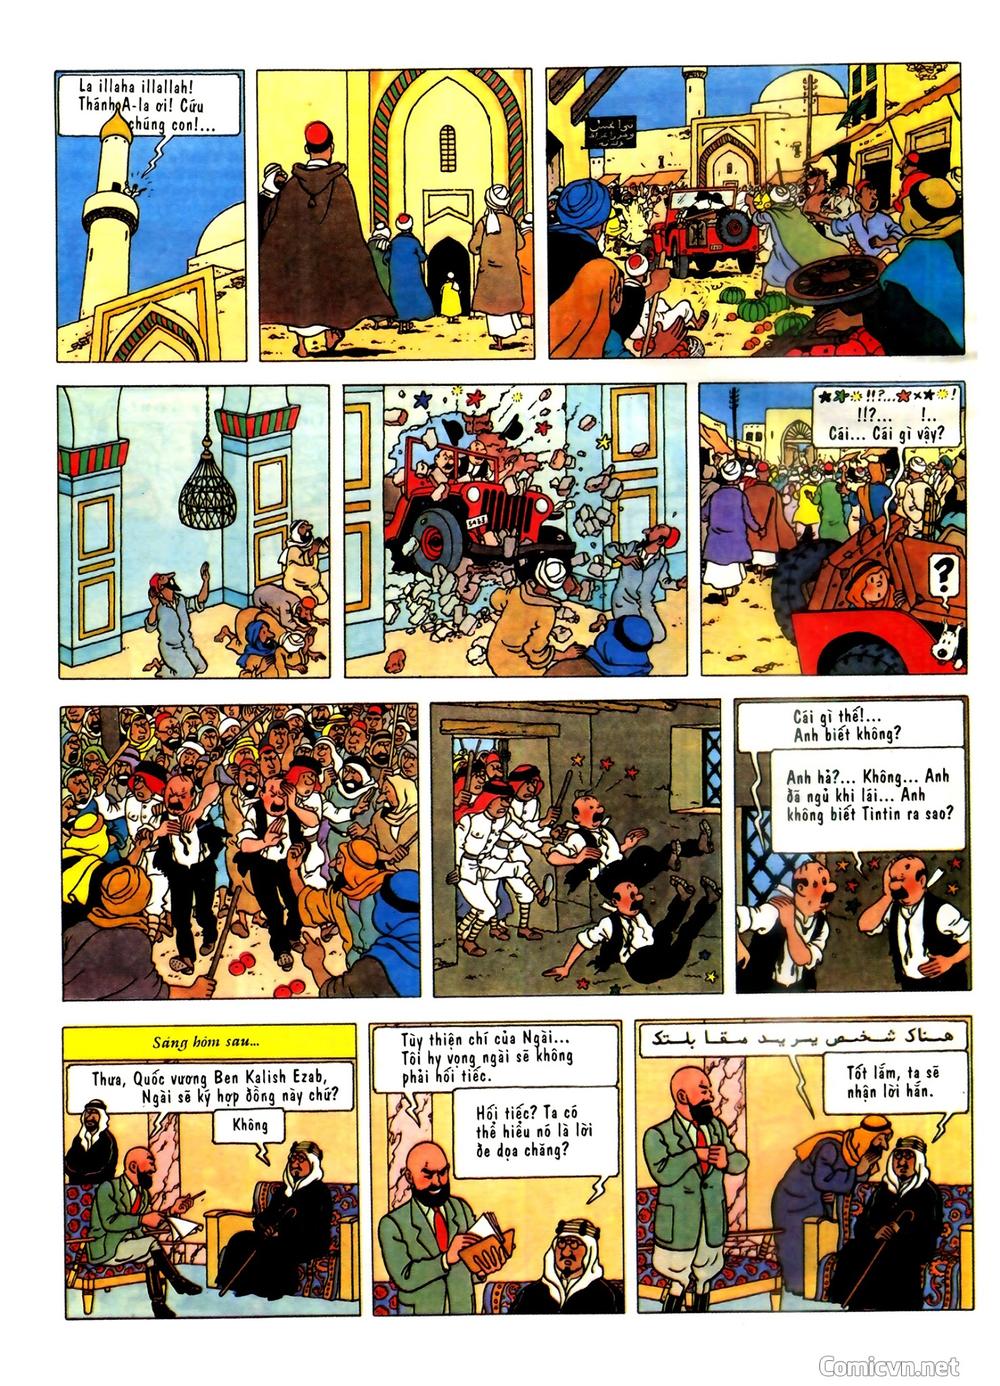 La illaha illallah!
Thánh A-la ơi! Cứu
chúng con!...
!!?...
!!?... !..
Cái... Cái gì vậy?
?
Cái gì thế!...
Anh biết không?
Anh hả?... Không... Anh
đã ngủ khi lái... Anh
không biết Tintin ra sao?
Sáng hôm sau...
Thưa, Quốc vương Ben Kalish Ezab,
Ngài sẽ ký hợp đồng này chứ?
Không
Tùy thiện chí của Ngài...
Tôi hy vọng ngài sẽ không
phải hối tiếc.
Hối tiếc? Ta có
thể hiểu nó là lời
đe dọa chăng?
هناك شخص يريد مقابلتك
Tốt lắm, ta sẽ
nhận lời hắn.
Comicvn.net